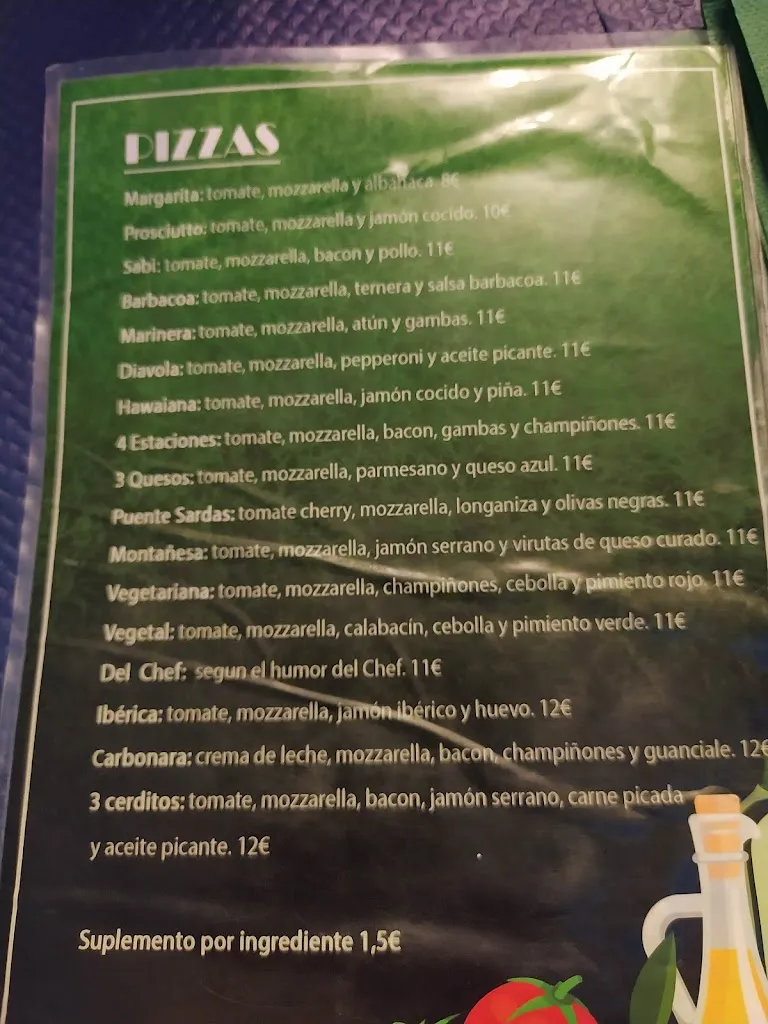 PIZZAS
Margarita: tomate, mozzarella y albahaca 8€
Prosciutto: tomate, mozzarella y jamón cocido. 10€
Sabi: tomate, mozzarella, bacon y pollo. 11€
Barbacoa: tomate, mozzarella, ternera y salsa barbacoa. 11€
Marinera: tomate, mozzarella, atún y gambas. 11€
Diavola: tomate, mozzarella, pepperoni y aceite picante. 11€
Hawaiana: tomate, mozzarella, jamón cocido y piña. 11€
4 Estaciones: tomate, mozzarella, bacon, gambas y champiñones. 11€
3 Quesos: tomate, mozzarella, parmesano y queso azul. 11€
Puente Sardas: tomate cherry, mozzarella, longaniza y olivas negras. 11€
Montañesa: tomate, mozzarella, jamón serrano y virutas de queso curado. 11€
Vegetariana: tomate, mozzarella, champiñones, cebolla y pimiento rojo. 11€
Vegetal: tomate, mozzarella, calabacín, cebolla y pimiento verde. 11€
Del Chef: segun el humor del Chef. 11€
Ibérica: tomate, mozzarella, jamón ibérico y huevo. 12€
Carbonara: crema de leche, mozzarella, bacon, champiñones y guanciale. 12€
3 cerditos: tomate, mozzarella, bacon, jamón serrano, carne picada
y aceite picante. 12€
Suplemento por ingrediente 1,5€